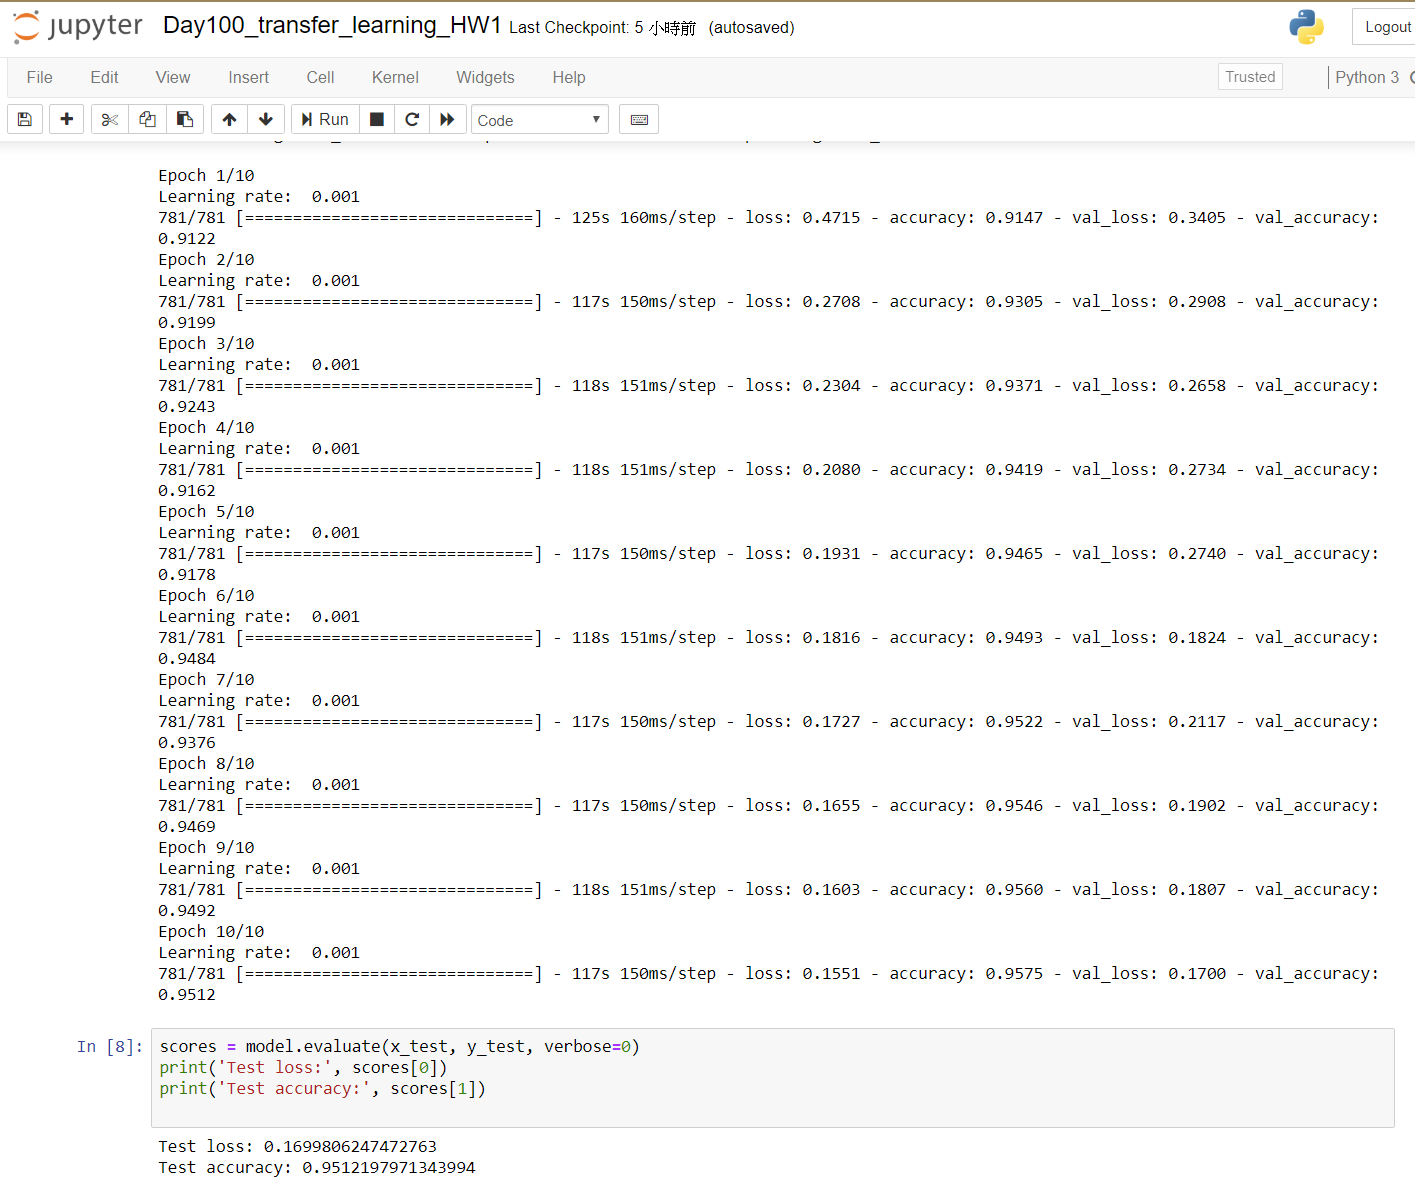 jupyter Day100_transfer_learning_HW1 Last Checkpoint: 5 小時前 (autosaved) Logout
File Edit View Insert Cell Kernel Widgets Help Trusted Python 3
Run Code
Epoch 1/10
Learning rate:  0.001
781/781 [==============================] - 125s 160ms/step - loss: 0.4715 - accuracy: 0.9147 - val_loss: 0.3405 - val_accuracy:
0.9122
Epoch 2/10
Learning rate:  0.001
781/781 [==============================] - 117s 150ms/step - loss: 0.2708 - accuracy: 0.9305 - val_loss: 0.2908 - val_accuracy:
0.9199
Epoch 3/10
Learning rate:  0.001
781/781 [==============================] - 118s 151ms/step - loss: 0.2304 - accuracy: 0.9371 - val_loss: 0.2658 - val_accuracy:
0.9243
Epoch 4/10
Learning rate:  0.001
781/781 [==============================] - 118s 151ms/step - loss: 0.2080 - accuracy: 0.9419 - val_loss: 0.2734 - val_accuracy:
0.9162
Epoch 5/10
Learning rate:  0.001
781/781 [==============================] - 117s 150ms/step - loss: 0.1931 - accuracy: 0.9465 - val_loss: 0.2740 - val_accuracy:
0.9178
Epoch 6/10
Learning rate:  0.001
781/781 [==============================] - 118s 151ms/step - loss: 0.1816 - accuracy: 0.9493 - val_loss: 0.1824 - val_accuracy:
0.9484
Epoch 7/10
Learning rate:  0.001
781/781 [==============================] - 117s 150ms/step - loss: 0.1727 - accuracy: 0.9522 - val_loss: 0.2117 - val_accuracy:
0.9376
Epoch 8/10
Learning rate:  0.001
781/781 [==============================] - 117s 150ms/step - loss: 0.1655 - accuracy: 0.9546 - val_loss: 0.1902 - val_accuracy:
0.9469
Epoch 9/10
Learning rate:  0.001
781/781 [==============================] - 118s 151ms/step - loss: 0.1603 - accuracy: 0.9560 - val_loss: 0.1807 - val_accuracy:
0.9492
Epoch 10/10
Learning rate:  0.001
781/781 [==============================] - 117s 150ms/step - loss: 0.1551 - accuracy: 0.9575 - val_loss: 0.1700 - val_accuracy:
0.9512
In [8]: scores = model.evaluate(x_test, y_test, verbose=0)
print('Test loss:', scores[0])
print('Test accuracy:', scores[1])
Test loss: 0.1699806247472763
Test accuracy: 0.9512197971343994